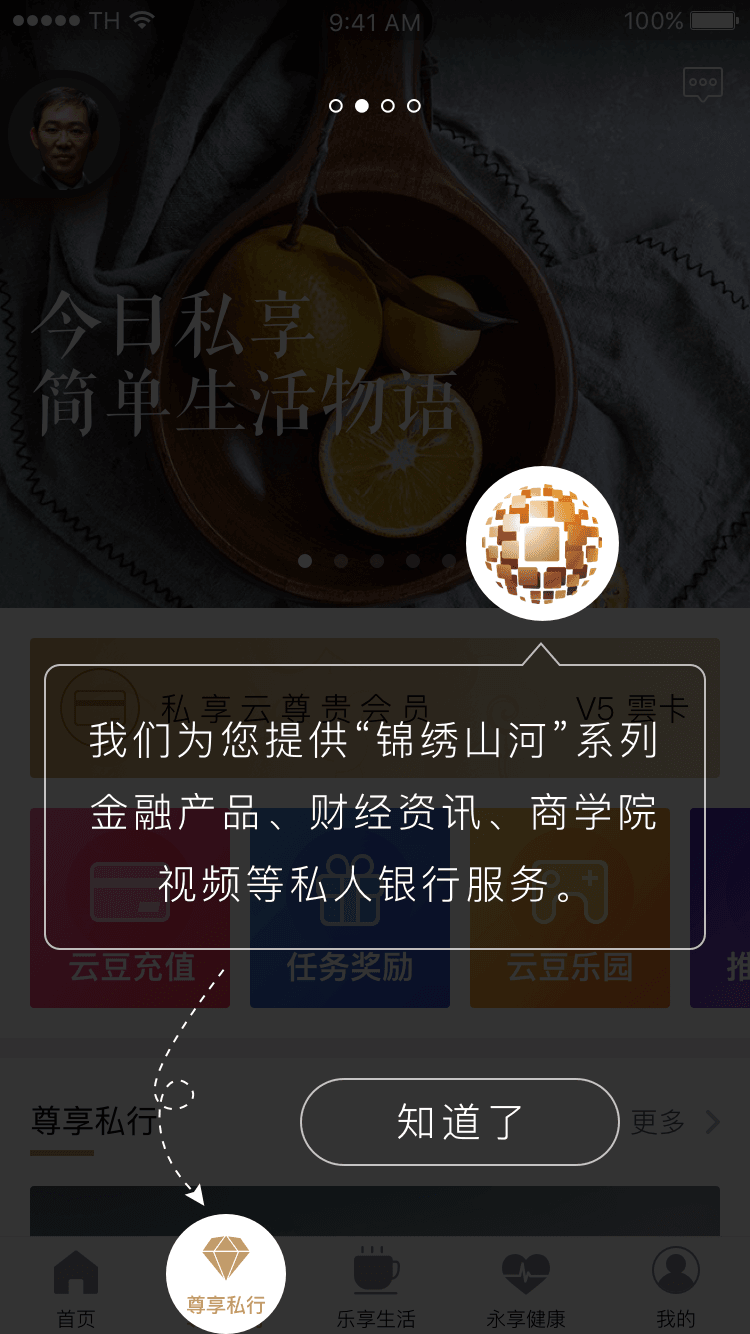 TH
9:41 AM
100%
今日私享
简单生活物语
私享云尊贵会员
V5 雲卡
我们为您提供“锦绣山河”系列
金融产品、财经资讯、商学院
视频等私人银行服务。
云豆充值
任务奖励
云豆乐园
推
尊享私行
知道了
更多
首页
尊享私行
乐享生活
永享健康
我的